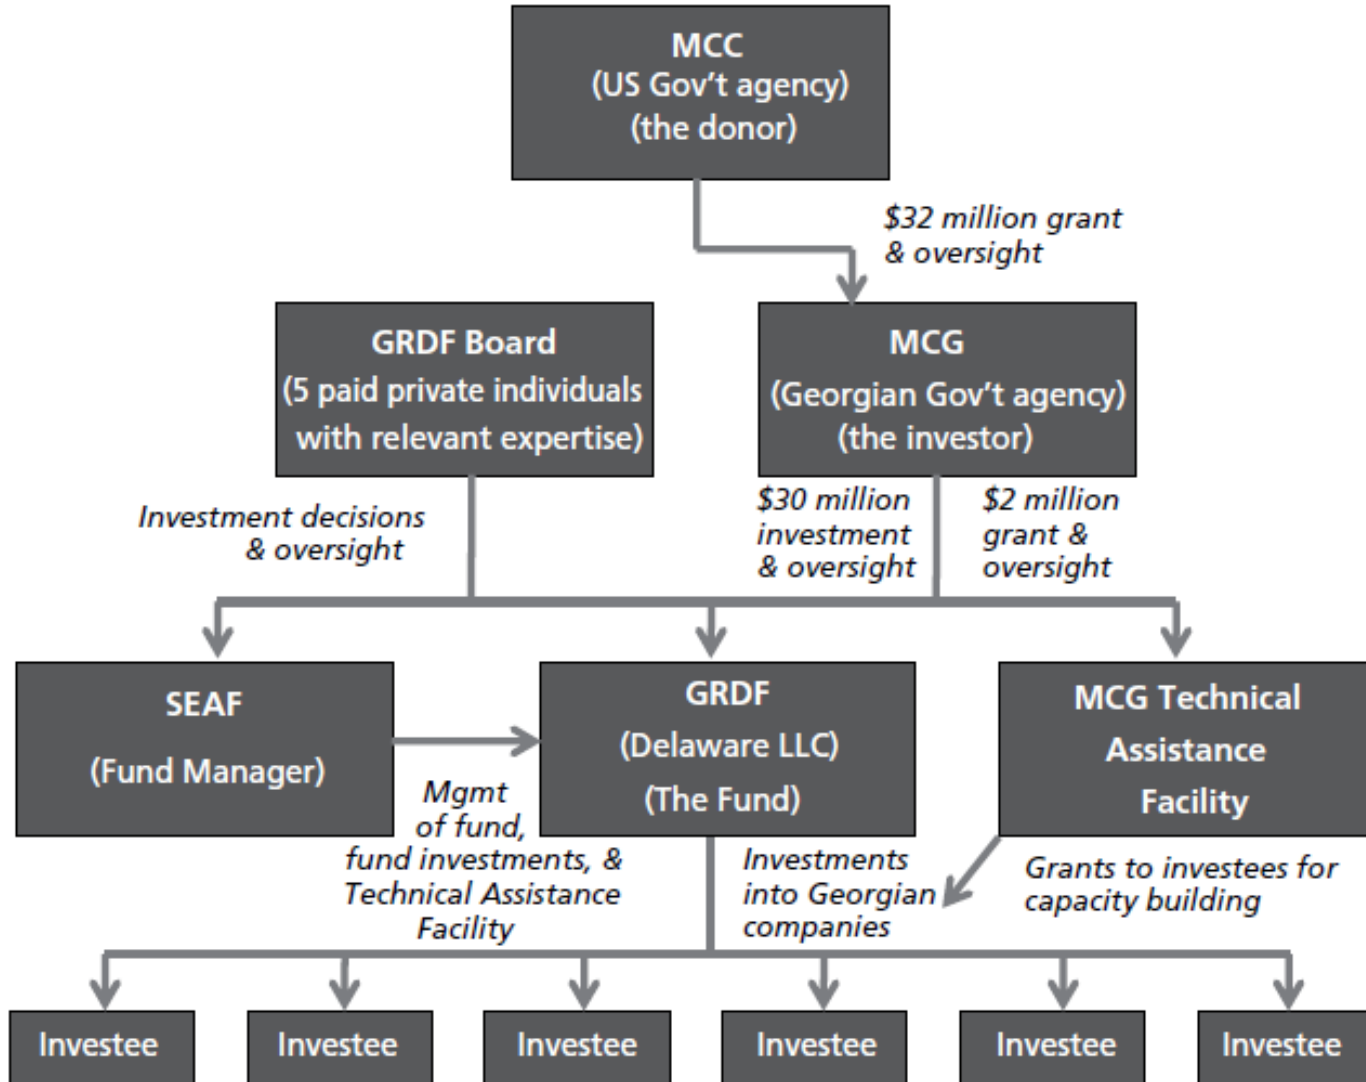 MCC
(US Gov't agency)
(the donor)
$32 million grant
& oversight
GRDF Board
(5 paid private individuals
with relevant expertise)
MCG
(Georgian Gov't agency)
(the investor)
Investment decisions
& oversight
$30 million
investment
& oversight
$2 million
grant &
oversight
SEAF
(Fund Manager)
GRDF
(Delaware LLC)
(The Fund)
MCG Technical
Assistance
Facility
Mgmt
of fund,
fund investments, &
Technical Assistance
Facility
Investments
into Georgian
companies
Grants to investees for
capacity building
Investee
Investee
Investee
Investee
Investee
Investee